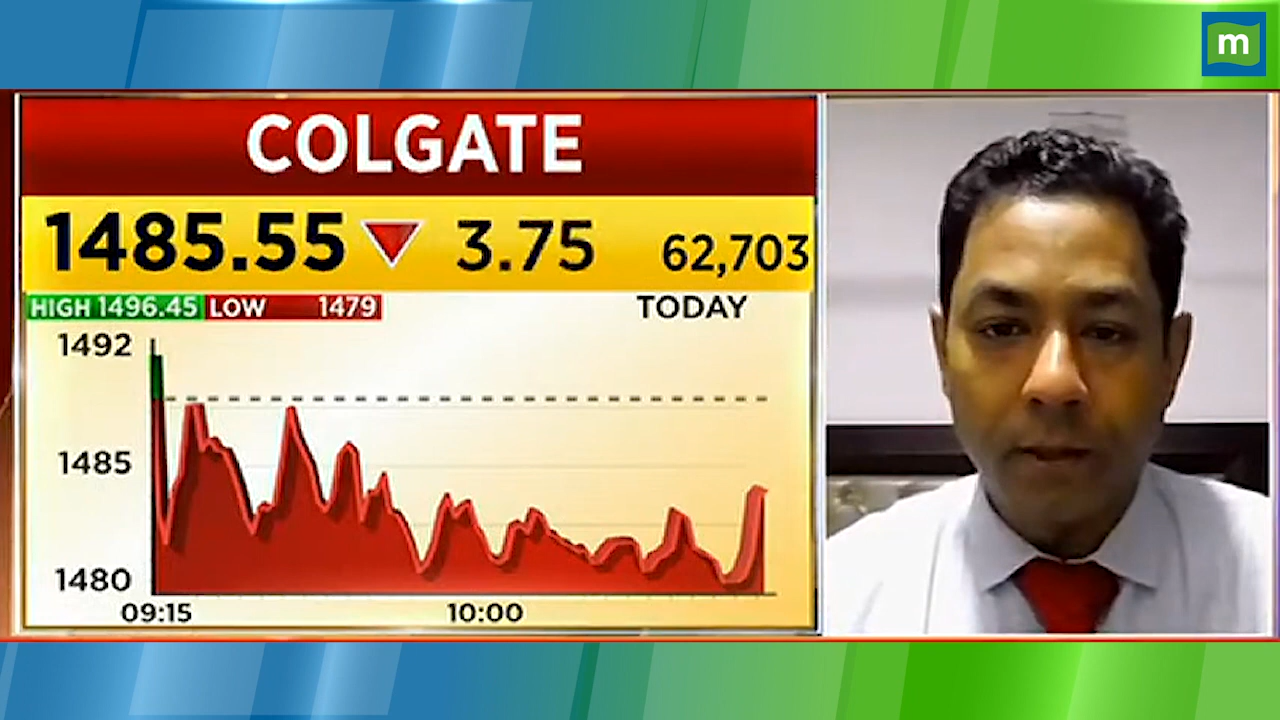 m
COLGATE
1485.55 ▼ 3.75 62,703
HIGH 1496.45 LOW 1479 TODAY
1492
1485
1480
09:15 10:00